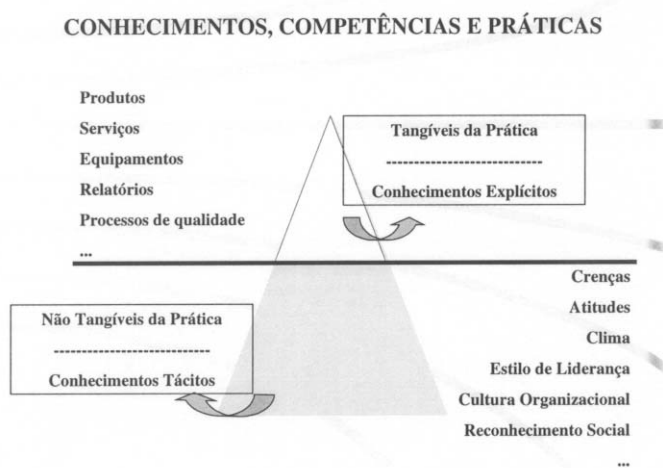 CONHECIMENTOS, COMPETÊNCIAS E PRÁTICAS
Produtos
Serviços
Equipamentos
Relatórios
Processos de qualidade
...
Tangíveis da Prática
-----------------------------
Conhecimentos Explícitos
Não Tangíveis da Prática
-----------------------------
Conhecimentos Tácitos
Crenças
Atitudes
Clima
Estilo de Liderança
Cultura Organizacional
Reconhecimento Social
...